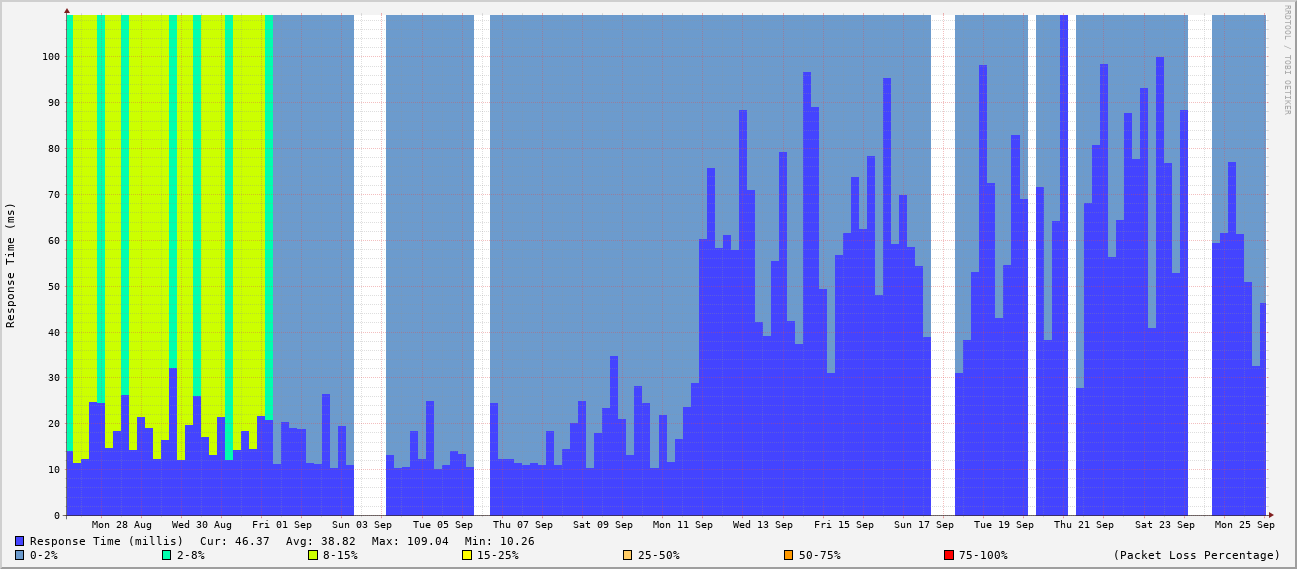 RRDTOOL / TOBI OETIKER
Response Time (ms)
100
90
80
70
60
50
40
30
20
10
0
Mon 28 Aug Wed 30 Aug Fri 01 Sep Sun 03 Sep Tue 05 Sep Thu 07 Sep Sat 09 Sep Mon 11 Sep Wed 13 Sep Fri 15 Sep Sun 17 Sep Tue 19 Sep Thu 21 Sep Sat 23 Sep Mon 25 Sep
Response Time (millis) Cur: 46.37 Avg: 38.82 Max: 109.04 Min: 10.26
0-2% 2-8% 8-15% 15-25% 25-50% 50-75% 75-100% (Packet Loss Percentage)